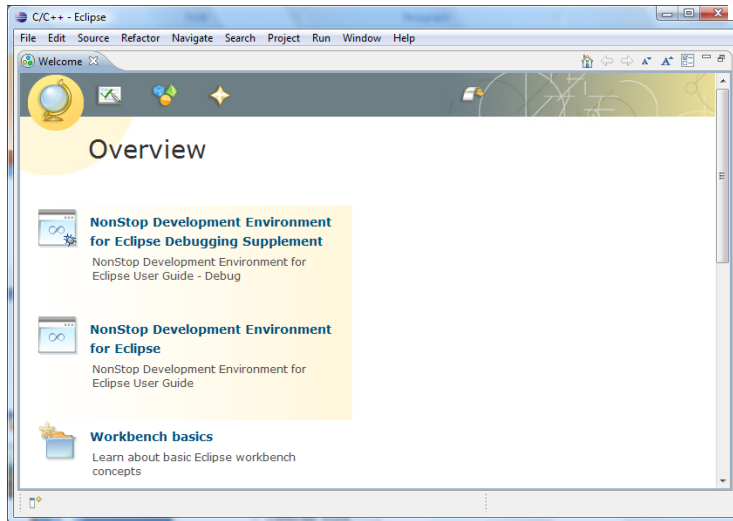 C/C++ - Eclipse
File Edit Source Refactor Navigate Search Project Run Window Help
Welcome
Overview
NonStop Development Environment
for Eclipse Debugging Supplement
NonStop Development Environment for
Eclipse User Guide - Debug
NonStop Development Environment
for Eclipse
NonStop Development Environment for
Eclipse User Guide
Workbench basics
Learn about basic Eclipse workbench
concepts